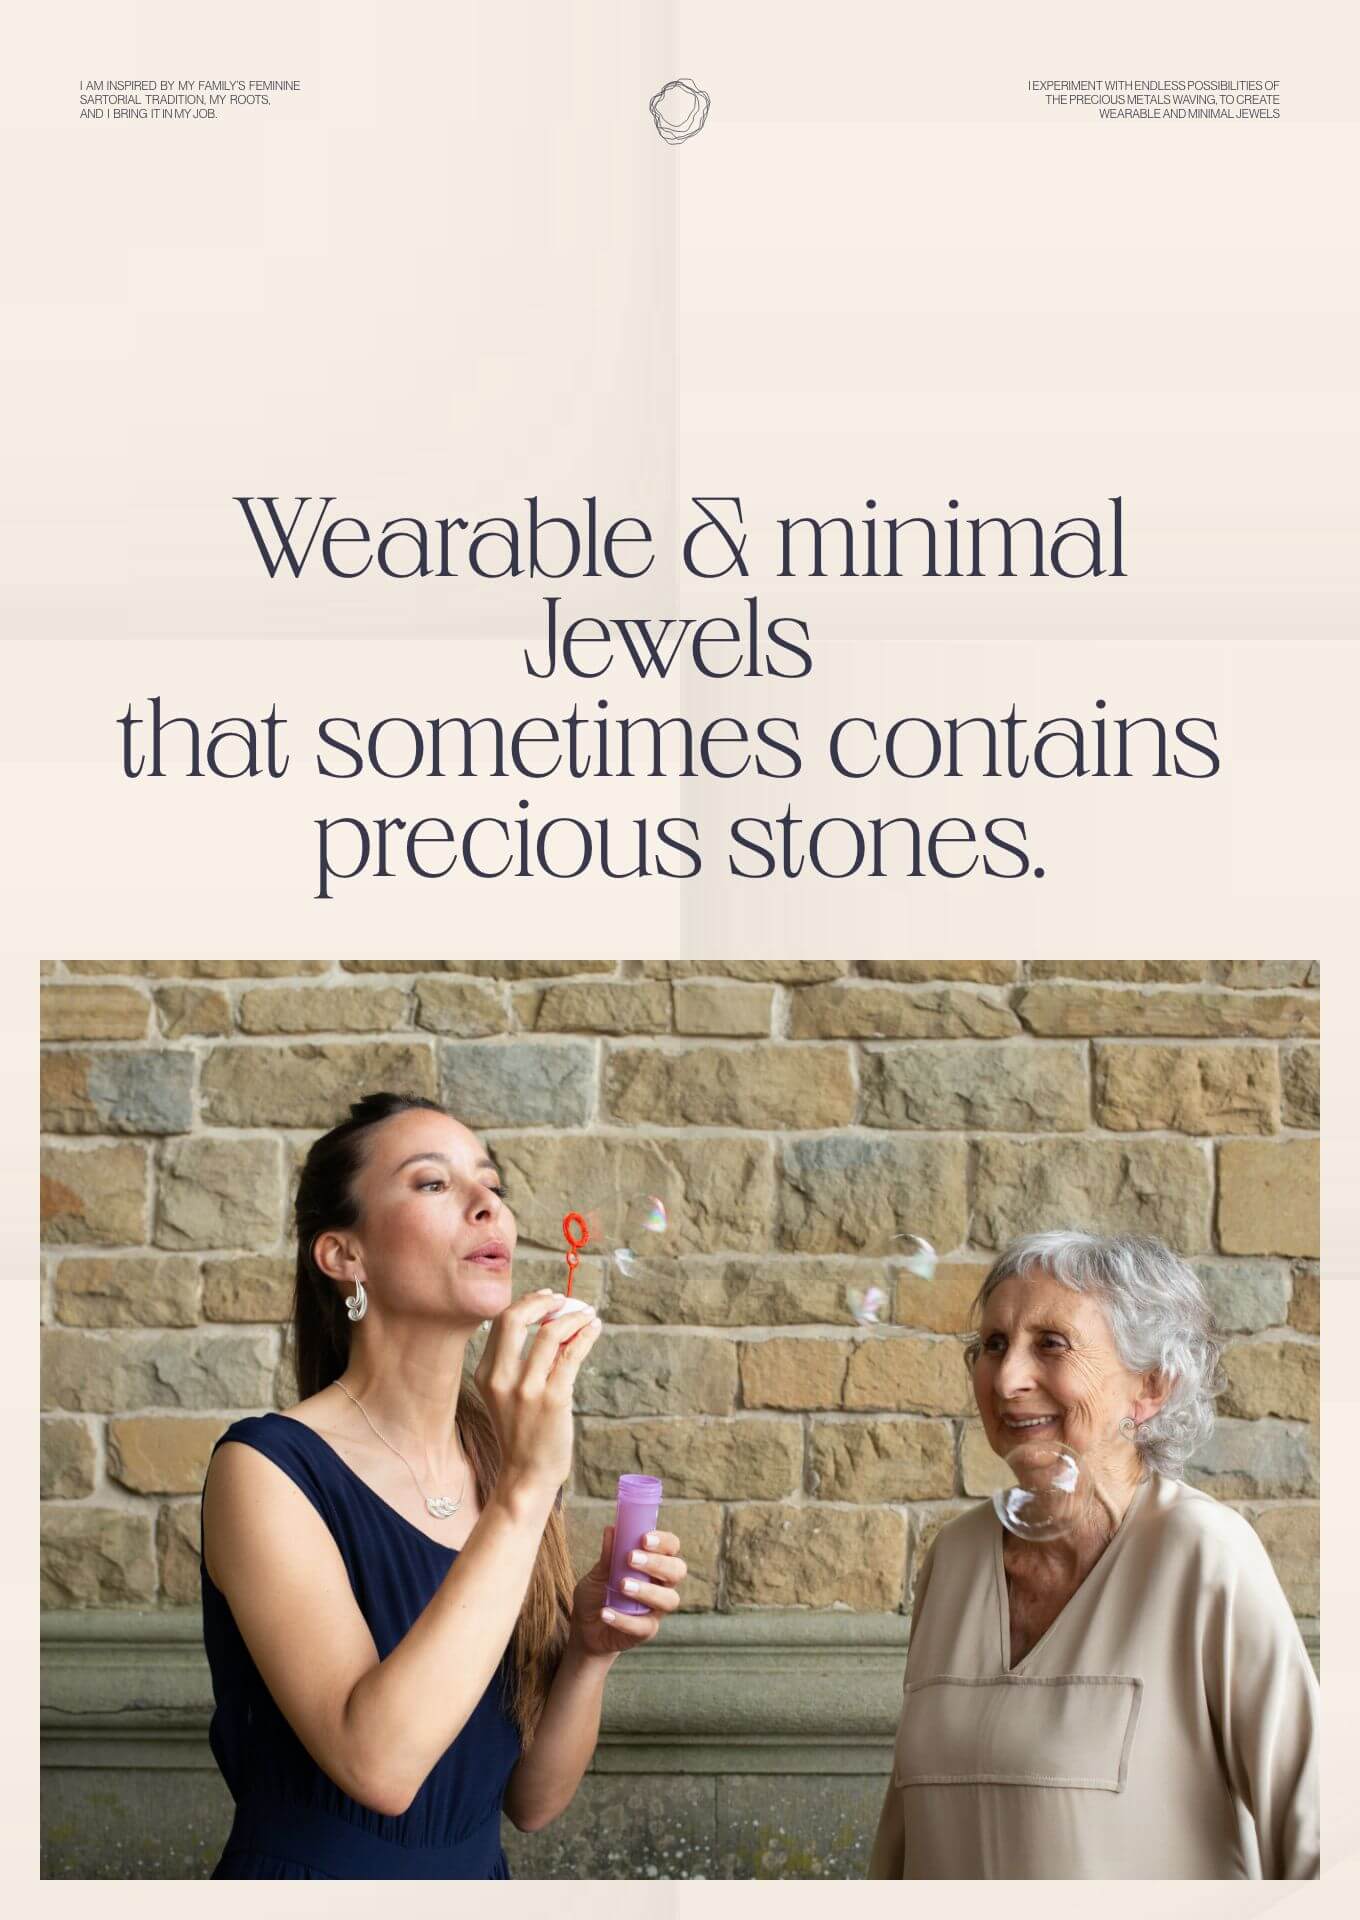 I AM INSPIRED BY MY FAMILY'S FEMININE
SARTORIAL TRADITION, MY ROOTS,
AND I BRING IT IN MY JOB.
I EXPERIMENT WITH ENDLESS POSSIBILITIES OF
THE PRECIOUS METALS WAVING, TO CREATE
WEARABLE AND MINIMAL JEWELS
Wearable & minimal
Jewels
that sometimes contains
precious stones.